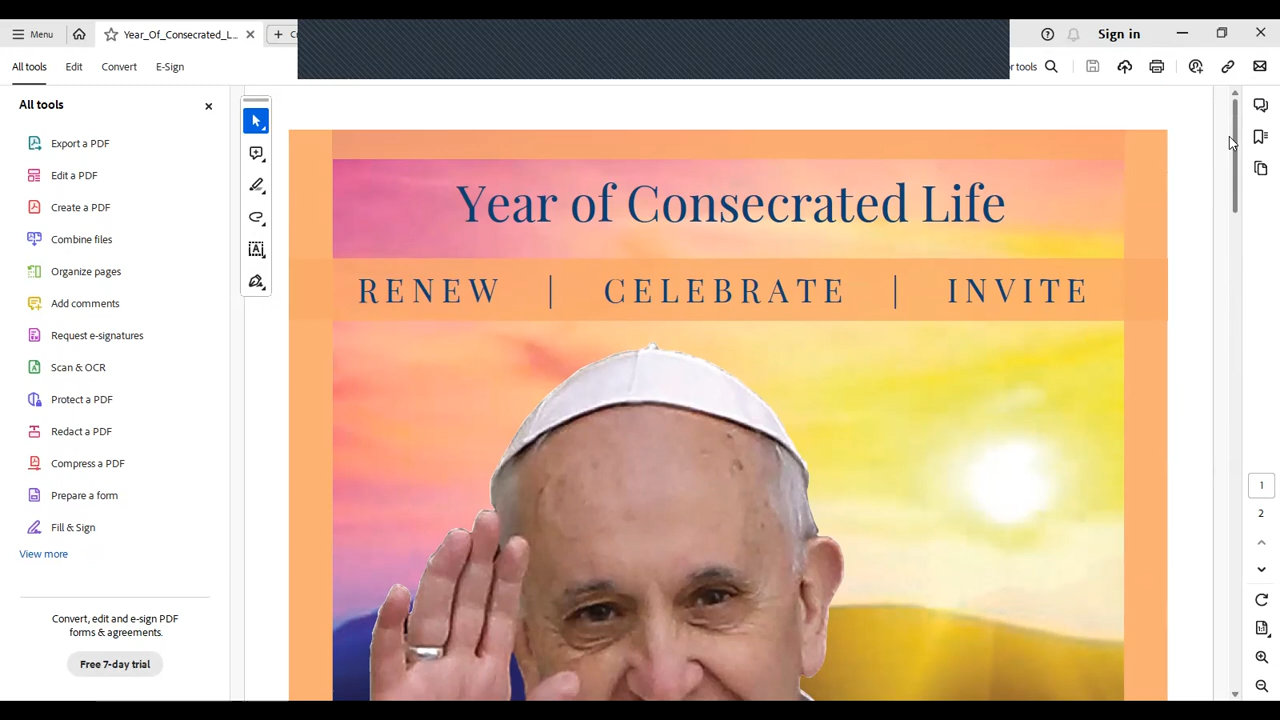 Menu
Year_Of_Consecrated_L...
Sign in
All tools
Edit
Convert
E-Sign
tools
All tools
Export a PDF
Edit a PDF
Create a PDF
Combine files
Organize pages
Add comments
Request e-signatures
Scan & OCR
Protect a PDF
Redact a PDF
Compress a PDF
Prepare a form
Fill & Sign
View more
Convert, edit and e-sign PDF
forms & agreements.
Free 7-day trial
Year of Consecrated Life
RENEW | CELEBRATE | INVITE
1
2